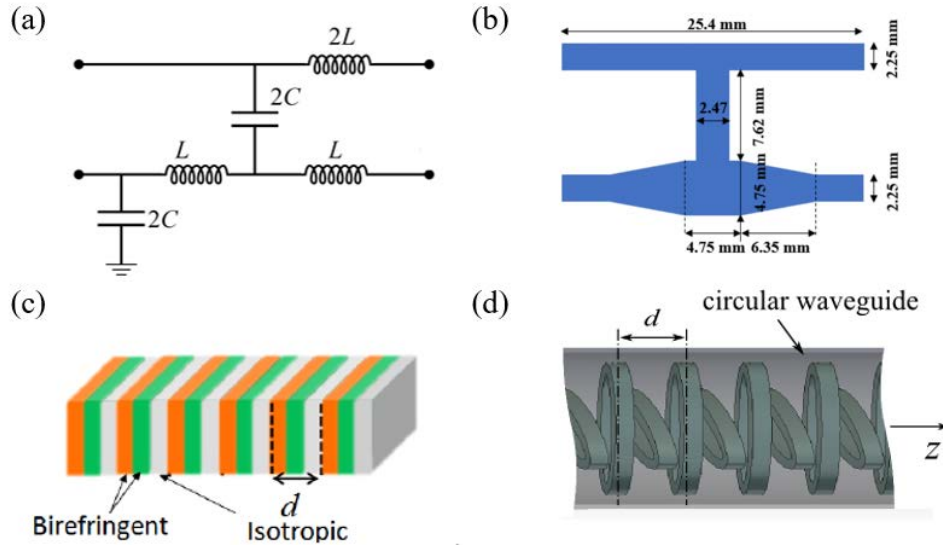 (a)
2L
2C
L
L
2C
(b)
25.4 mm
2.25 mm
2.47
7.62 mm
4.75 mm
2.25 mm
4.75 mm
6.35 mm
(c)
d
Birefringent
Isotropic
(d)
circular waveguide
d
z